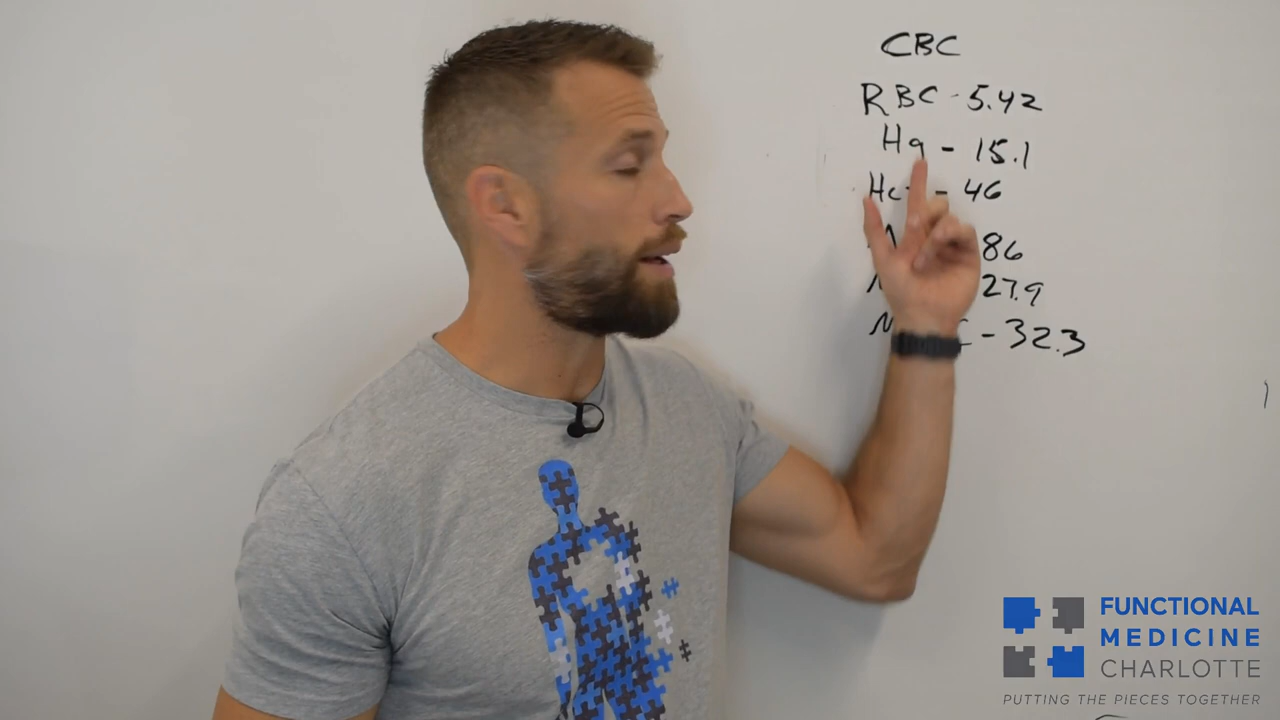 CBC
RBC - 5.42
Hg - 15.1
- 46
86
27.9
- 32.3
FUNCTIONAL
MEDICINE
CHARLOTTE
PUTTING THE PIECES TOGETHER